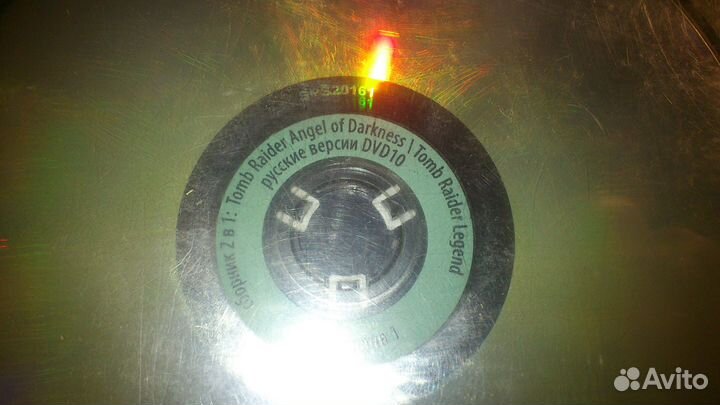 сборник 2 в 1: Tomb Raider Angel of Darkness | Tomb Raider Legend
русские версии DVD10
Avito